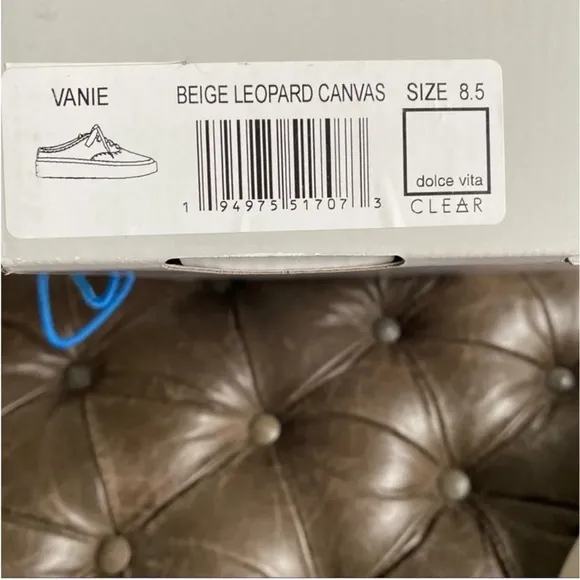 VANIE
BEIGE LEOPARD CANVAS
SIZE 8.5
1 94975 51707 3
dolce vita
CLEAR